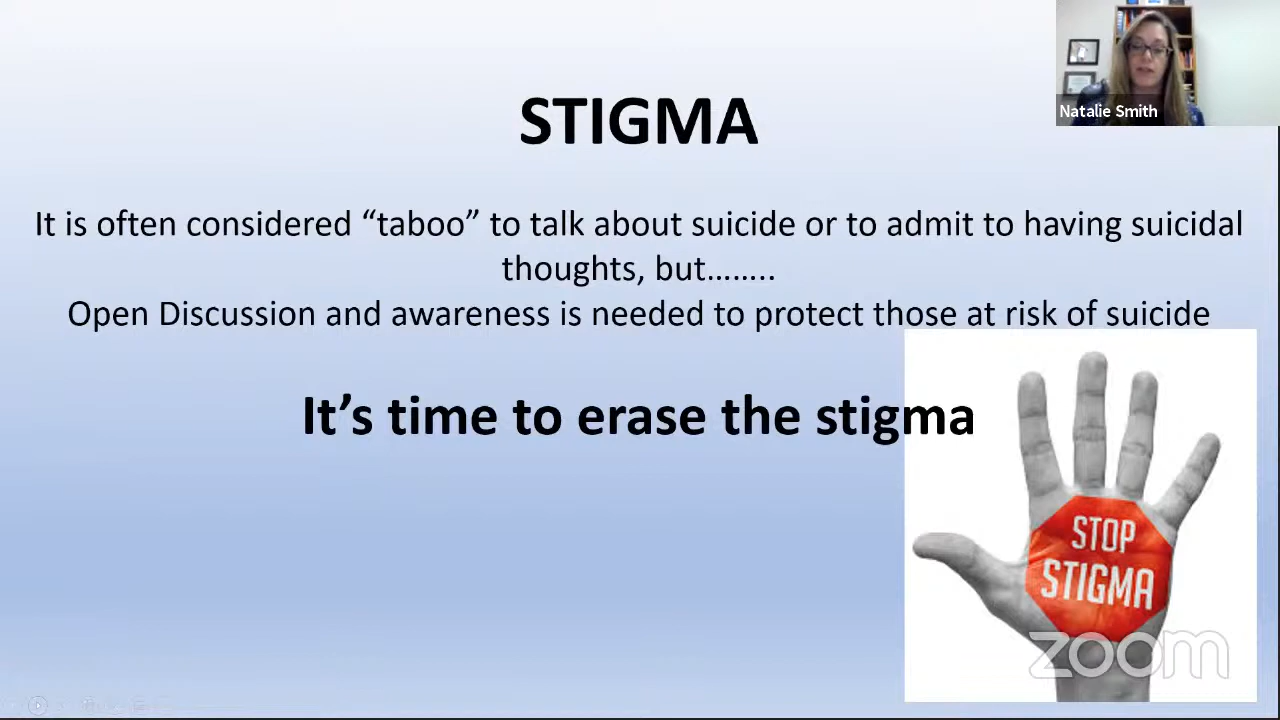 Natalie Smith
STIGMA
It is often considered “taboo” to talk about suicide or to admit to having suicidal
thoughts, but……..
Open Discussion and awareness is needed to protect those at risk of suicide
It’s time to erase the stigma
STOP
STIGMA
zoom